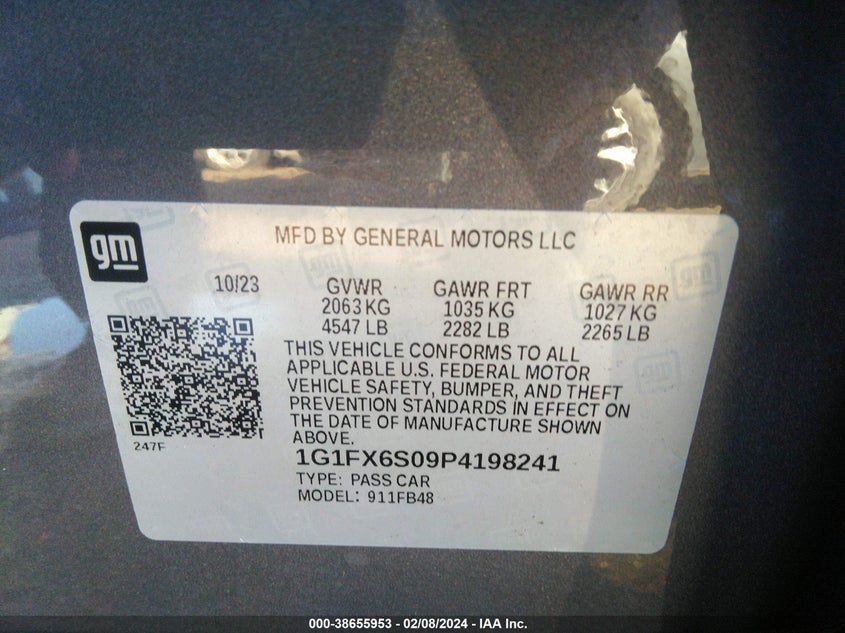 gm
MFD BY GENERAL MOTORS LLC
10/23
GVWR
2063 KG
4547 LB
GAWR FRT
1035 KG
2282 LB
GAWR RR
1027 KG
2265 LB
THIS VEHICLE CONFORMS TO ALL
APPLICABLE U.S. FEDERAL MOTOR
VEHICLE SAFETY, BUMPER, AND THEFT
PREVENTION STANDARDS IN EFFECT ON
THE DATE OF MANUFACTURE SHOWN
ABOVE.
247F
1G1FX6S09P4198241
TYPE: PASS CAR
MODEL: 911FB48
000-38655953 - 02/08/2024 - IAA Inc.